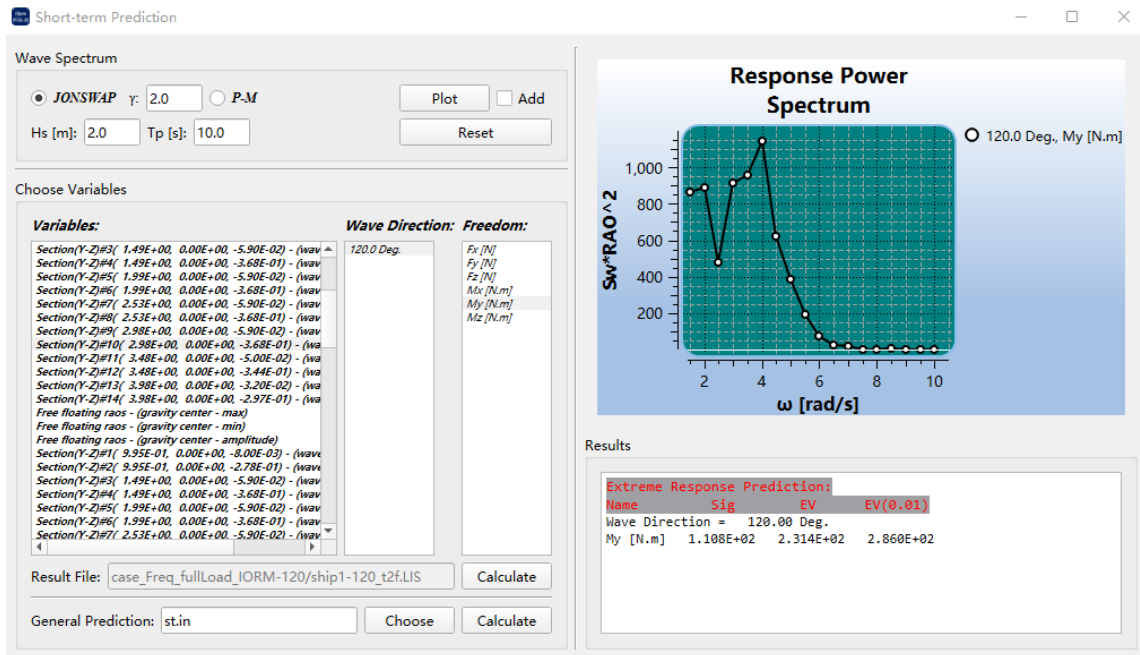 Short-term Prediction
Wave Spectrum
JONSWAP γ: 2.0 P-M Plot Add
Hs [m]: 2.0 Tp [s]: 10.0 Reset
Choose Variables
Variables: Wave Direction: Freedom:
Section(Y-Z)#3( 1.49E+00, 0.00E+00, -5.90E-02) - (wav
Section(Y-Z)#4( 1.49E+00, 0.00E+00, -3.68E-01) - (wav
Section(Y-Z)#5( 1.99E+00, 0.00E+00, -5.90E-02) - (wav
Section(Y-Z)#6( 1.99E+00, 0.00E+00, -3.68E-01) - (wav
Section(Y-Z)#7( 2.53E+00, 0.00E+00, -5.90E-02) - (wav
Section(Y-Z)#8( 2.53E+00, 0.00E+00, -3.68E-01) - (wav
Section(Y-Z)#9( 2.98E+00, 0.00E+00, -5.90E-02) - (wav
Section(Y-Z)#10( 2.98E+00, 0.00E+00, -3.68E-01) - (wa
Section(Y-Z)#11( 3.48E+00, 0.00E+00, -5.00E-02) - (wa
Section(Y-Z)#12( 3.48E+00, 0.00E+00, -3.44E-01) - (wa
Section(Y-Z)#13( 3.98E+00, 0.00E+00, -3.20E-02) - (wa
Section(Y-Z)#14( 3.98E+00, 0.00E+00, -2.97E-01) - (wa
Free floating raos - (gravity center - max)
Free floating raos - (gravity center - min)
Free floating raos - (gravity center - amplitude)
Section(Y-Z)#1( 9.95E-01, 0.00E+00, -8.00E-03) - (wave
Section(Y-Z)#2( 9.95E-01, 0.00E+00, -2.78E-01) - (wave
Section(Y-Z)#3( 1.49E+00, 0.00E+00, -5.90E-02) - (wav
Section(Y-Z)#4( 1.49E+00, 0.00E+00, -3.68E-01) - (wav
Section(Y-Z)#5( 1.99E+00, 0.00E+00, -5.90E-02) - (wav
Section(Y-Z)#6( 1.99E+00, 0.00E+00, -3.68E-01) - (wav
Section(Y-Z)#7( 2.53E+00, 0.00E+00, -5.90E-02) - (wav
120.0 Deg.
Fx [N]
Fy [N]
Fz [N]
Mx [N.m]
My [N.m]
Mz [N.m]
Result File: case_Freq_fullLoad_IORM-120/ship1-120_t2f.LIS Calculate
General Prediction: st.in Choose Calculate
Response Power
Spectrum
120.0 Deg., My [N.m]
Sw*RAO^2
1,000
800
600
400
200
2 4 6 8 10
ω [rad/s]
Results
Extreme Response Prediction:
Name Sig EV EV(0.01)
Wave Direction = 120.00 Deg.
My [N.m] 1.108E+02 2.314E+02 2.860E+02